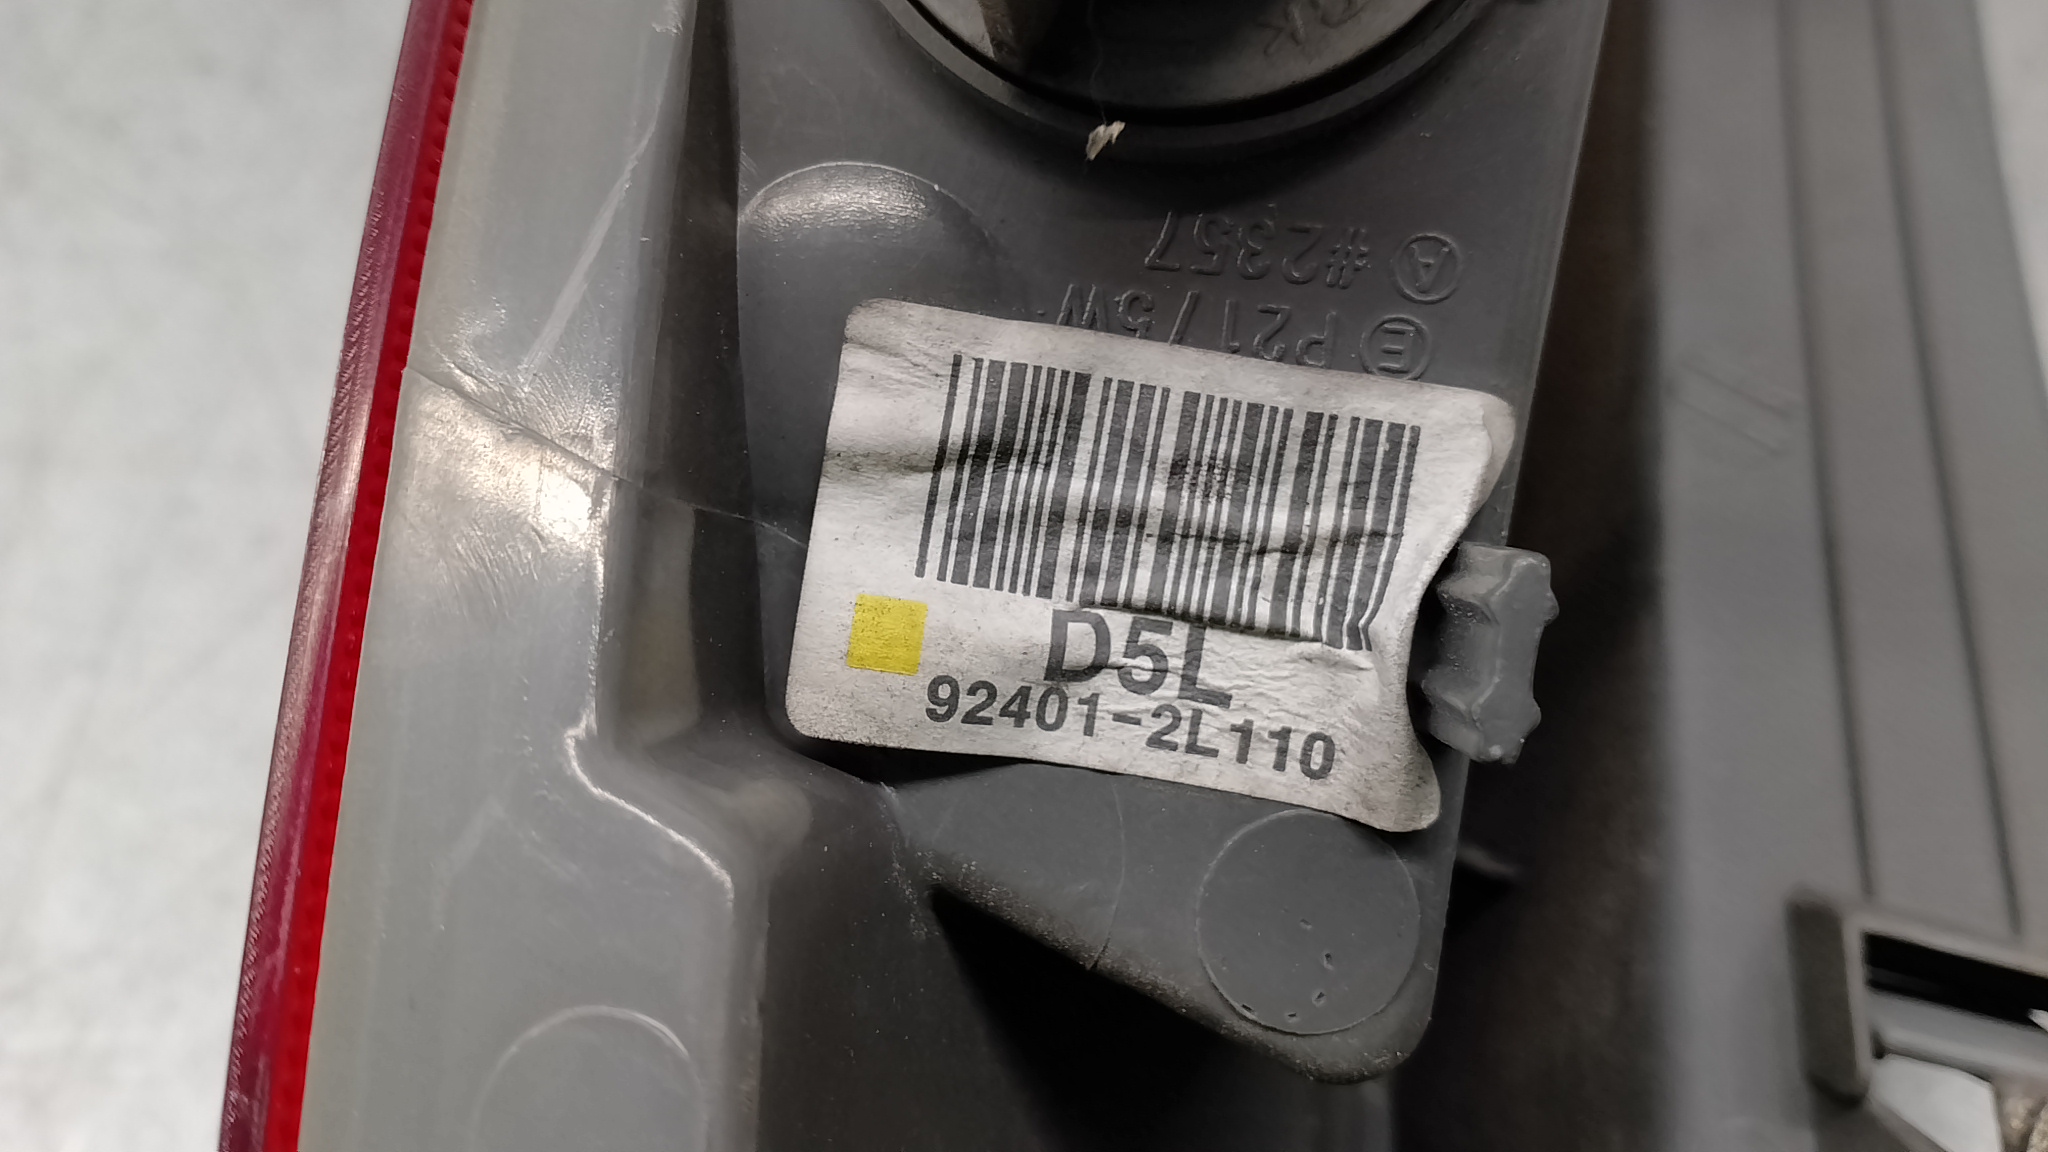 Ⓐ #2357
Ⓔ P21/5W
D5L
92401-2L110